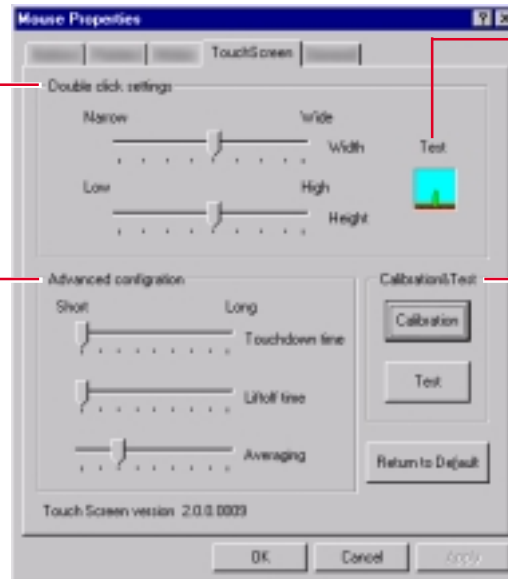 Mouse Properties
TouchScreen
Double click settings
Narrow Wide
Width
Test
Low High
Height
Advanced configration
Short Long
Touchdown time
Liftoff time
Averaging
Calibration&Test
Calibration
Test
Return to Default
Touch Screen version 2.0.0.0009
OK Cancel Apply